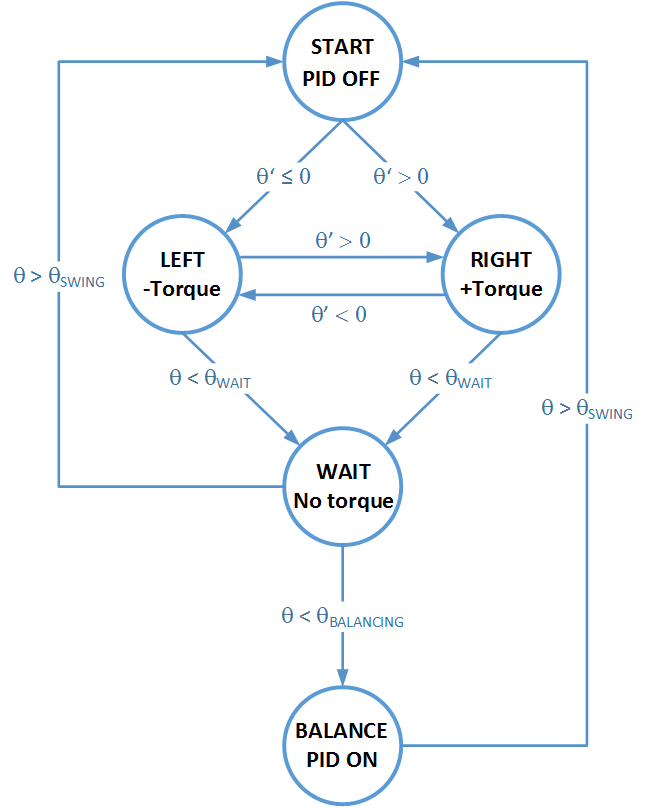 START
PID OFF
θ‘ ≤ 0
θ‘ > 0
LEFT
-Torque
θ’ > 0
RIGHT
+Torque
θ > θSWING
θ’ < 0
θ < θWAIT
θ < θWAIT
θ > θSWING
WAIT
No torque
θ < θBALANCING
BALANCE
PID ON